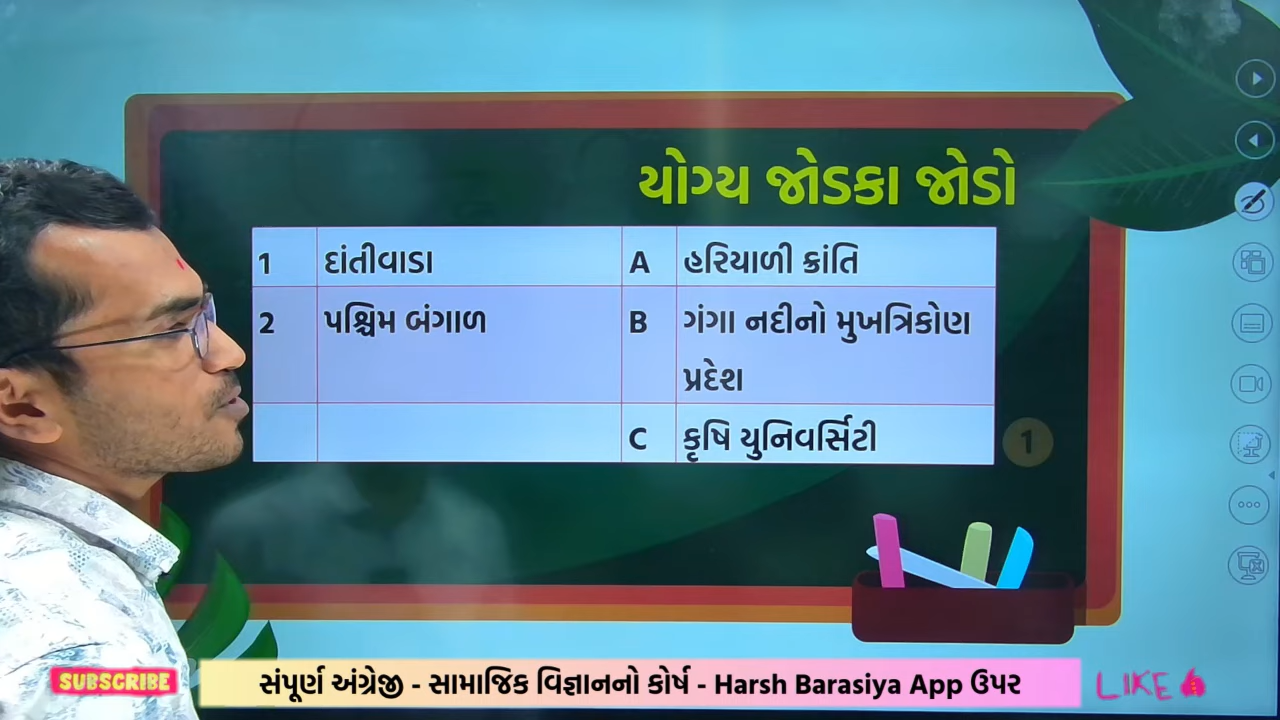 યોગ્ય જોડકા જોડો
1 દાંતીવાડા A હરિયાળી ક્રાંતિ
2 પશ્ચિમ બંગાળ B ગંગા નદીનો મુખત્રિકોણ
પ્રદેશ
C કૃષિ યુનિવર્સિટી
1
SUBSCRIBE સંપૂર્ણ અંગ્રેજી - સામાજિક વિજ્ઞાનનો કોર્ષ - Harsh Barasiya App ઉપર LIKE